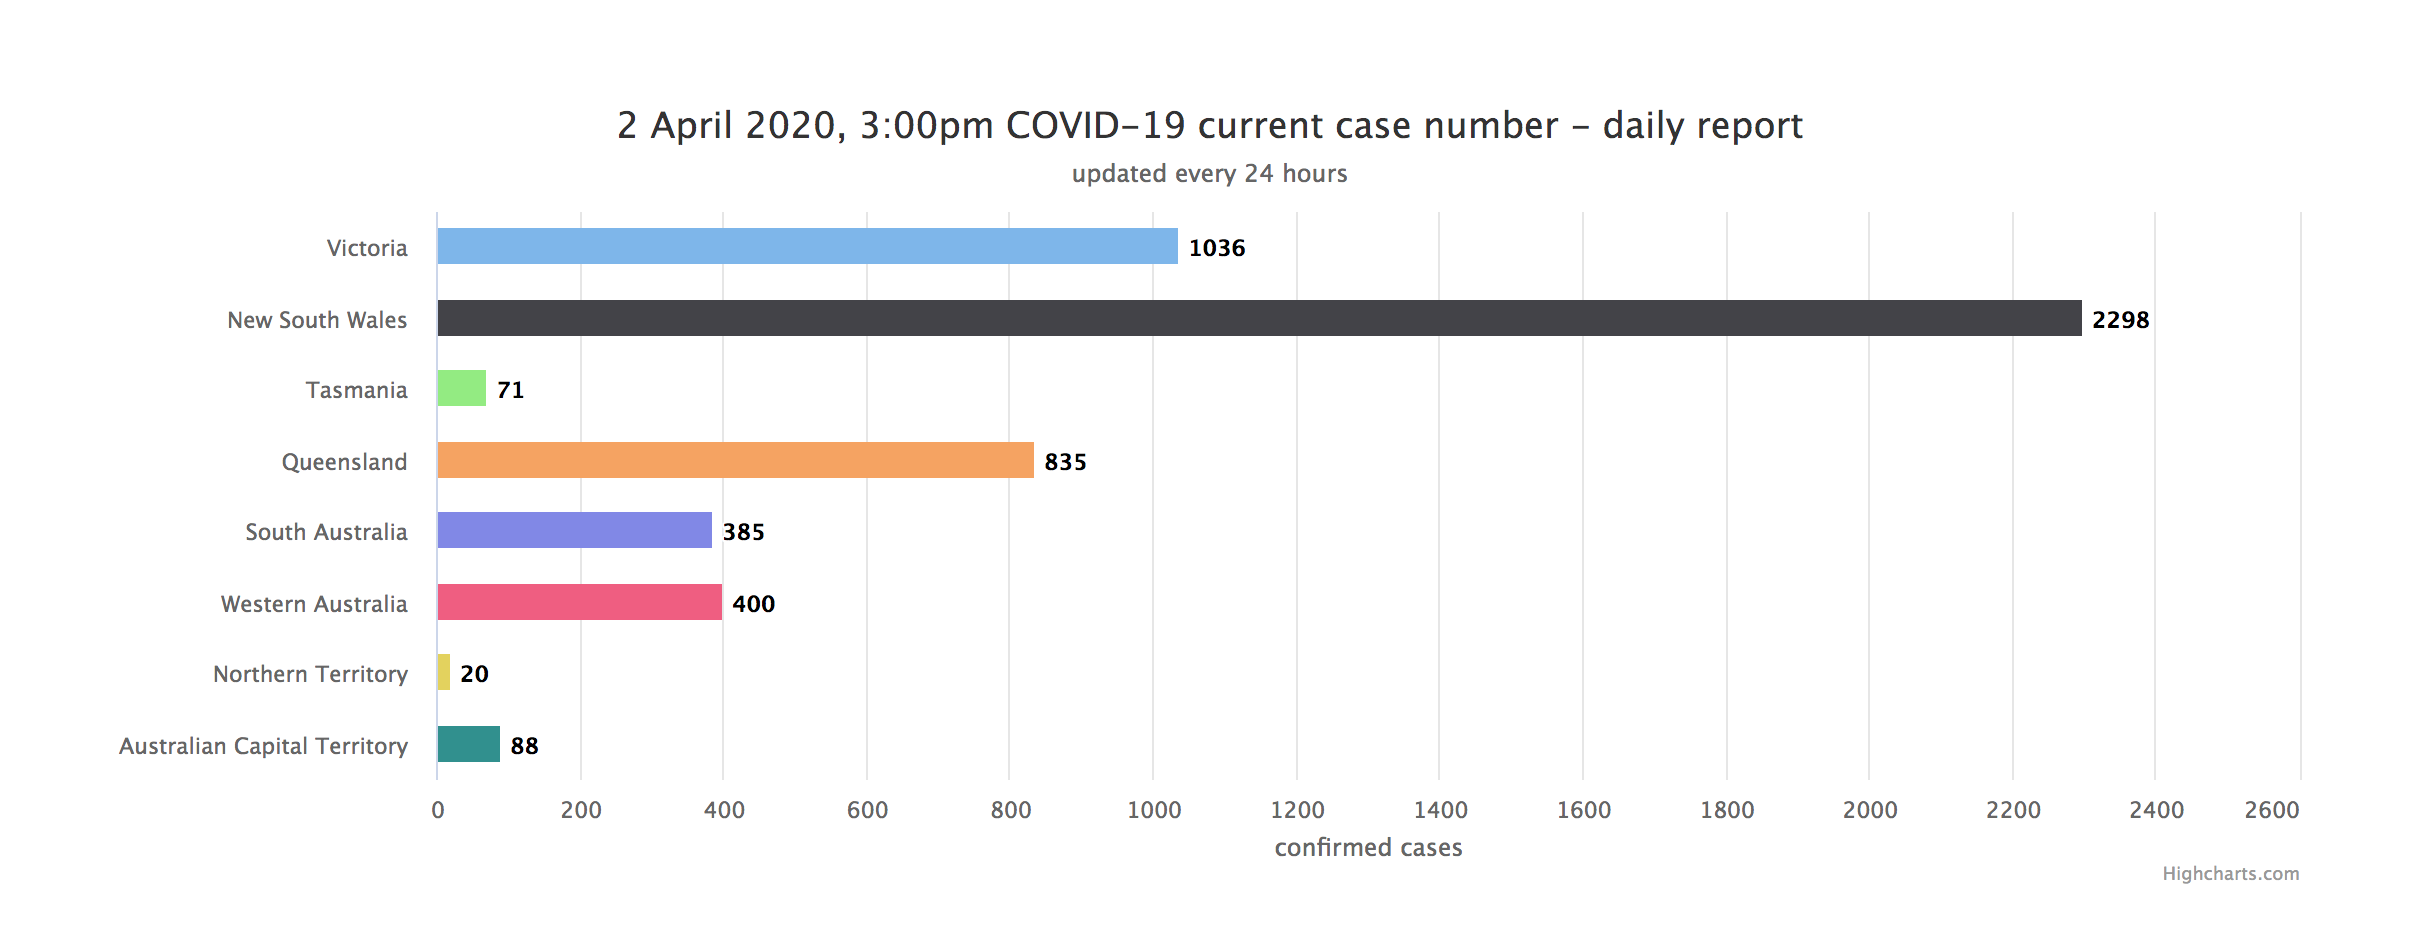 2 April 2020, 3:00pm COVID-19 current case number - daily report
updated every 24 hours
Victoria 1036
New South Wales 2298
Tasmania 71
Queensland 835
South Australia 385
Western Australia 400
Northern Territory 20
Australian Capital Territory 88
0 200 400 600 800 1000 1200 1400 1600 1800 2000 2200 2400 2600
confirmed cases
Highcharts.com